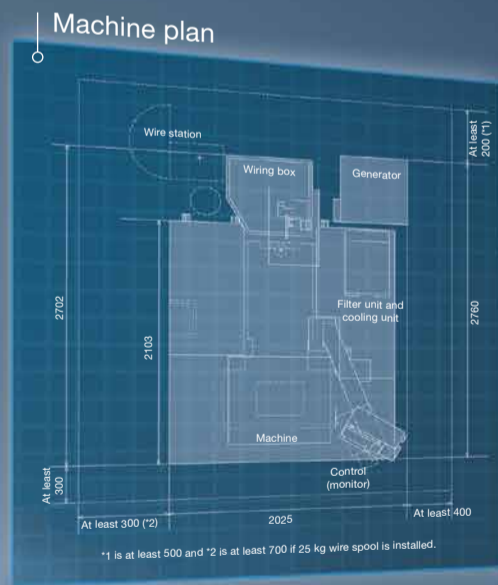 Machine plan
At least
200 (*1)
Wire station
Wiring box
Generator
Filter unit and
cooling unit
2702
2103
2760
Machine
Control
(monitor)
At least
300
At least 300 (*2)
2025
At least 400
*1 is at least 500 and *2 is at least 700 if 25 kg wire spool is installed.